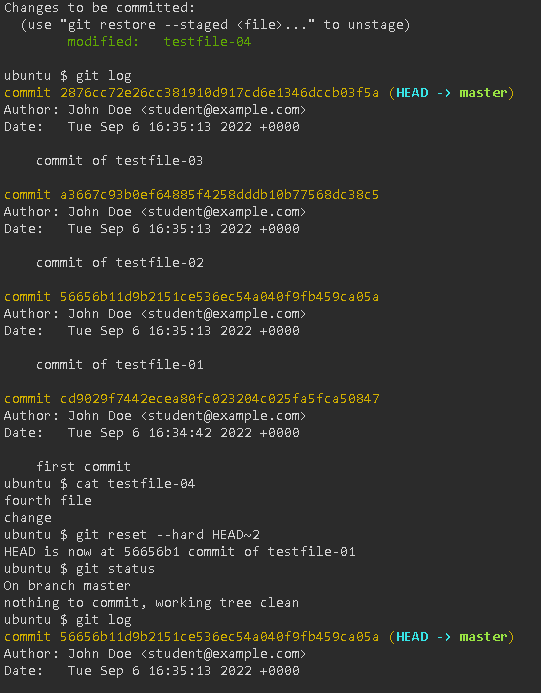 Changes to be committed:
  (use "git restore --staged <file>..." to unstage)
        modified:   testfile-04
ubuntu $ git log
commit 2876cc72e26cc381910d917cd6e1346dccb03f5a (HEAD -> master)
Author: John Doe <student@example.com>
Date:   Tue Sep 6 16:35:13 2022 +0000
    commit of testfile-03
commit a3667c93b0ef64885f4258dddb10b77568dc38c5
Author: John Doe <student@example.com>
Date:   Tue Sep 6 16:35:13 2022 +0000
    commit of testfile-02
commit 56656b11d9b2151ce536ec54a040f9fb459ca05a
Author: John Doe <student@example.com>
Date:   Tue Sep 6 16:35:13 2022 +0000
    commit of testfile-01
commit cd9029f7442ecea80fc023204c025fa5fca50847
Author: John Doe <student@example.com>
Date:   Tue Sep 6 16:34:42 2022 +0000
    first commit
ubuntu $ cat testfile-04
fourth file
change
ubuntu $ git reset --hard HEAD~2
HEAD is now at 56656b1 commit of testfile-01
ubuntu $ git status
On branch master
nothing to commit, working tree clean
ubuntu $ git log
commit 56656b11d9b2151ce536ec54a040f9fb459ca05a (HEAD -> master)
Author: John Doe <student@example.com>
Date:   Tue Sep 6 16:35:13 2022 +0000